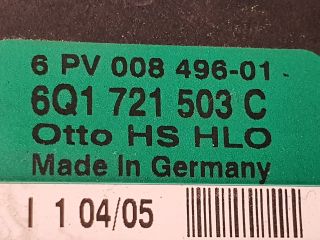 6 PV 008 496-01
6Q1 721 503 C
Otto HS HLO
Made In Germany
I 1 04/05